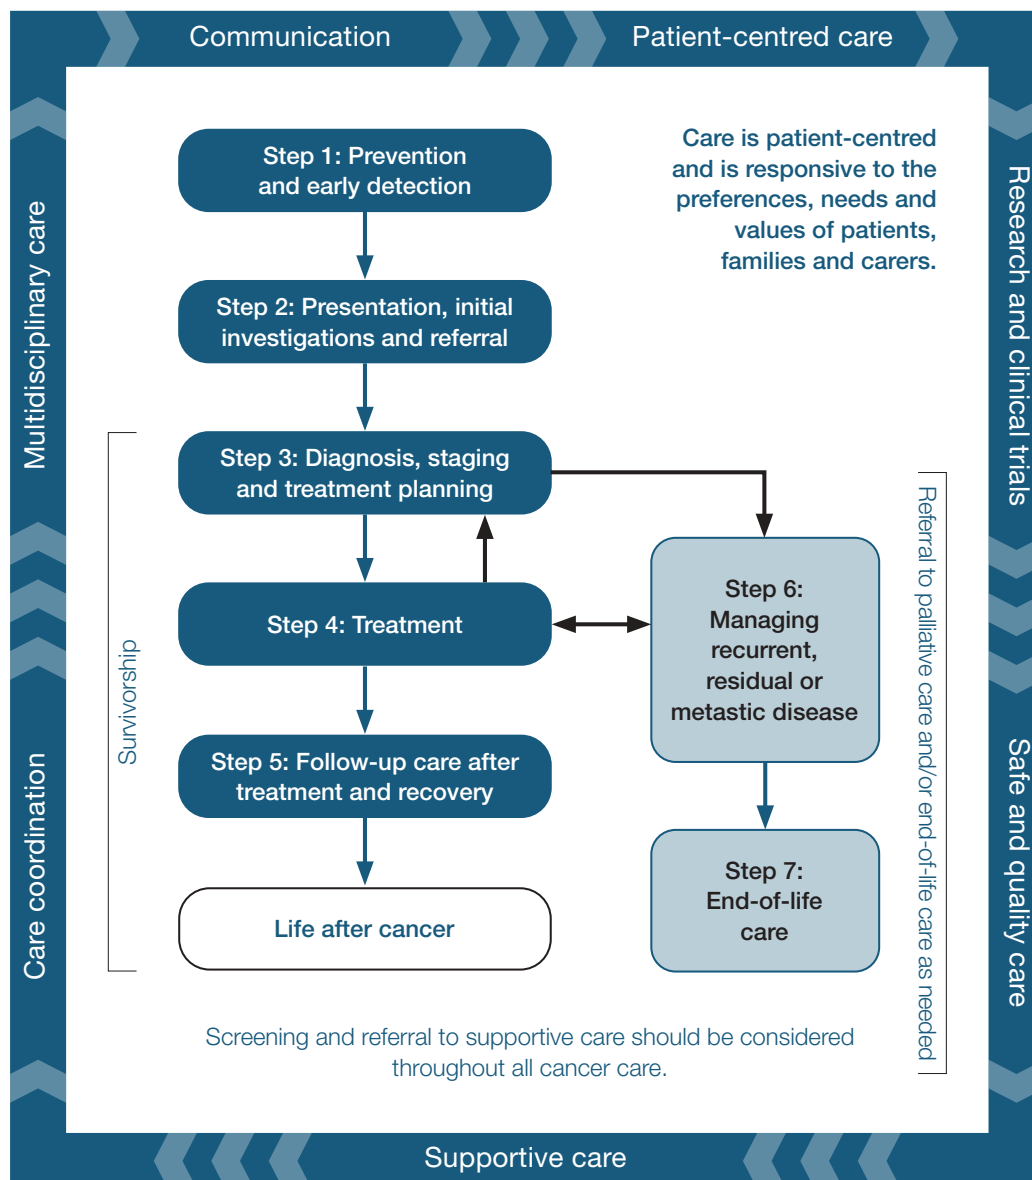 Communication
Patient-centred care
Multidisciplinary care
Care coordination
Research and clinical trials
Safe and quality care
Care is patient-centred
and is responsive to the
preferences, needs and
values of patients,
families and carers.
Step 1: Prevention
and early detection
Step 2: Presentation, initial
investigations and referral
Step 3: Diagnosis, staging
and treatment planning
Step 4: Treatment
Step 5: Follow-up care after
treatment and recovery
Life after cancer
Survivorship
Step 6:
Managing
recurrent,
residual or
metastic disease
Step 7:
End-of-life
care
Referral to palliative care and/or end-of-life care as needed
Screening and referral to supportive care should be considered
throughout all cancer care.
Supportive care